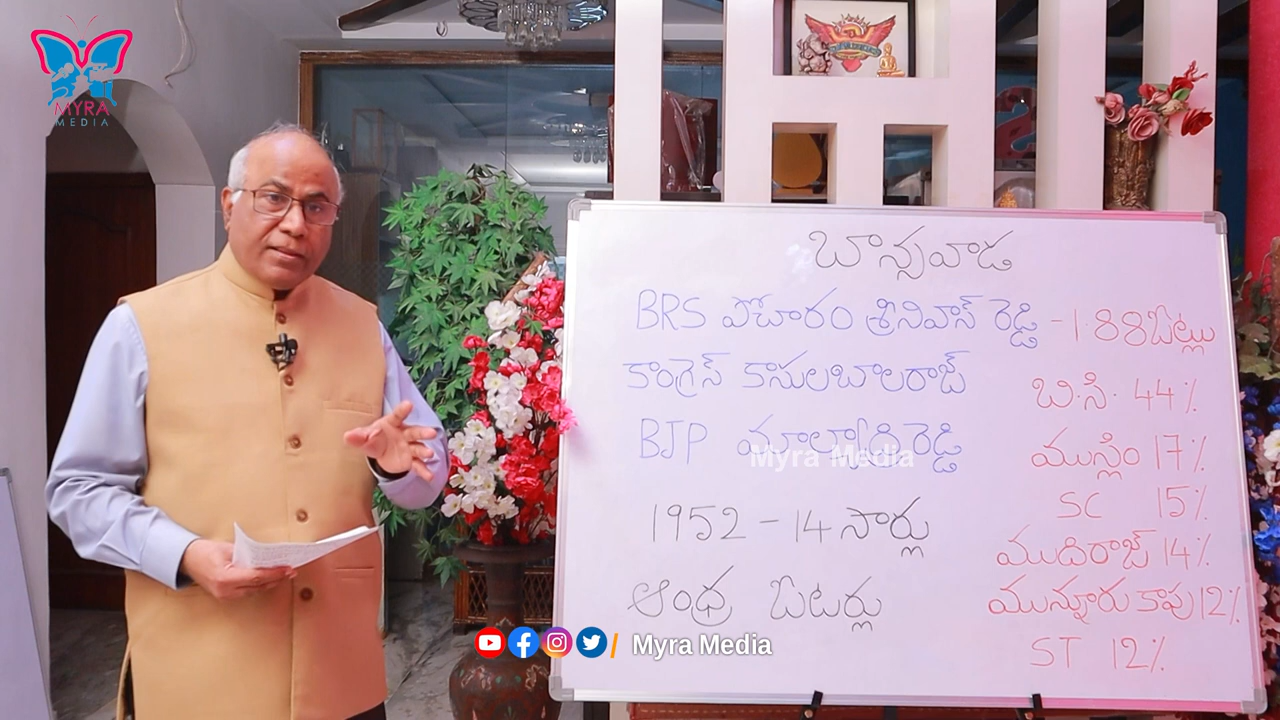 MYRA
MEDIA
బాన్సవాడ
BRS పోచారం శ్రీనివాస్ రెడ్డి - 1.88 ఓట్లు
కాంగ్రెస్ కాసుల బాలరాజ్
బి.సి. 44%
BJP మాల్యాద్రి రెడ్డి
Myra Media
ముస్లిం 17%
SC 15%
1952 - 14 సార్లు
ముదిరాజ్ 14%
ఆంధ్ర ఓటర్లు
మున్నూరు కాపు 12%
ST 12%
Myra Media